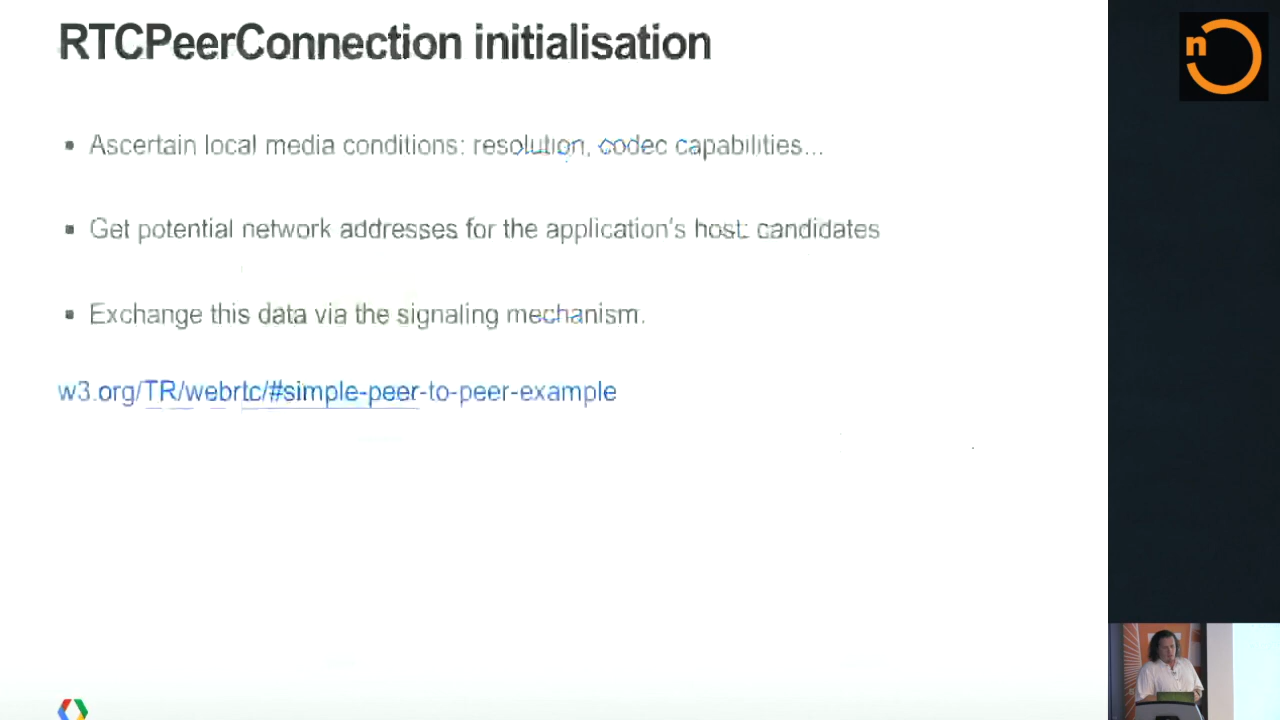 RTCPeerConnection initialisation
Ascertain local media conditions: resolution, codec capabilities...
Get potential network addresses for the application's host: candidates
Exchange this data via the signaling mechanism.
w3.org/TR/webrtc/#simple-peer-to-peer-example
n